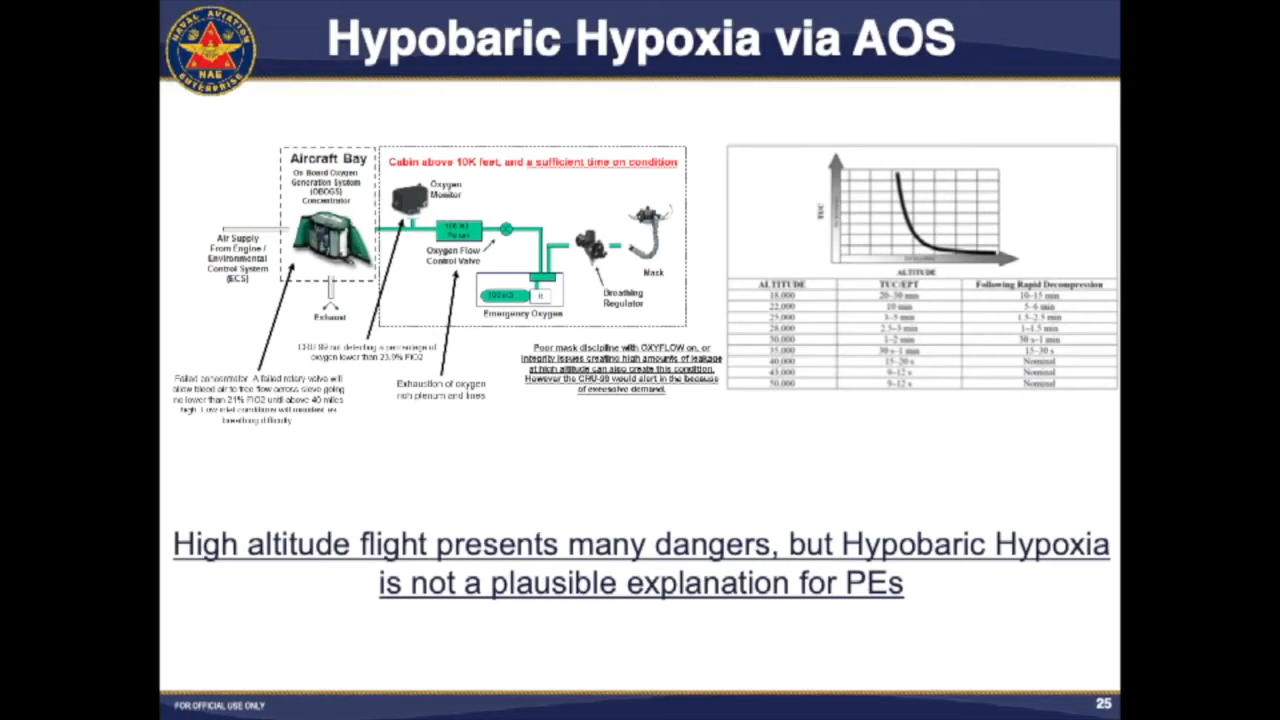 Hypobaric Hypoxia via AOS
NAVAL AVIATION
NAE
ENTERPRISE
Aircraft Bay
On Board Oxygen
Generation System
(OBOGS)
Concentrator
Air Supply
From Engine /
Environmental
Control System
(ECS)
Exhaust
Cabin above 10K feet, and a sufficient time on condition
Oxygen
Monitor
Oxygen Flow
Control Valve
Mask
Breathing
Regulator
Emergency Oxygen
CRU-99 not detecting a percentage of
oxygen lower than 23.9% FIO2
Failed concentrator. A failed rotary valve will
allow bleed air to free flow across sieve going
no lower than 21% FIO2 until above 40 miles
high. Low inlet conditions will manifest as
breathing difficulty
Exhaustion of oxygen
rich plenum and lines
Poor mask discipline with OXYFLOW on, or
integrity issues creating high amounts of leakage
at high altitude can also create this condition.
However the CRU-99 would alert in the because
of excessive demand.
TUC
ALTITUDE
ALTITUDE TUC/EPT Following Rapid Decompression
18,000 20-30 min 10-15 min
22,000 10 min 5-6 min
25,000 3-5 min 1.5-2.5 min
28,000 2.5-3 min 1-1.5 min
30,000 1-2 min 30 s-1 min
35,000 30 s-1 min 15-30 s
40,000 15-20 s Nominal
43,000 9-12 s Nominal
50,000 9-12 s Nominal
High altitude flight presents many dangers, but Hypobaric Hypoxia
is not a plausible explanation for PEs
FOR OFFICIAL USE ONLY
25